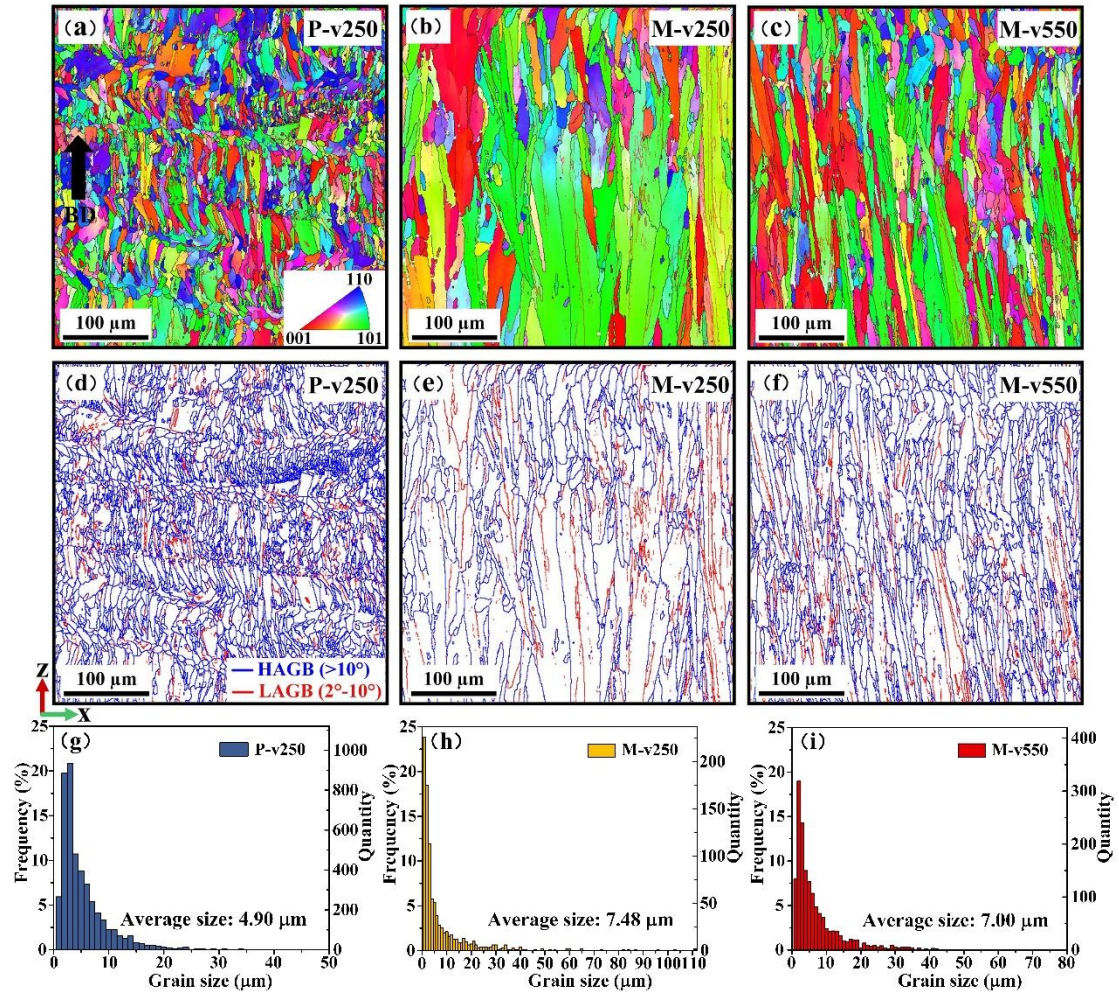 (a) P-v250
(b) M-v250
(c) M-v550
BD
110
001 101
100 µm
100 µm
100 µm
(d) P-v250
(e) M-v250
(f) M-v550
HAGB (>10°)
LAGB (2°-10°)
100 µm
100 µm
100 µm
Z
X
(g) P-v250
Frequency (%)
25
20
15
10
5
0
Quantity
1000
800
600
400
200
0
Average size: 4.90 µm
0 10 20 30 40 50
Grain size (µm)
(h) M-v250
Frequency (%)
25
20
15
10
5
0
Quantity
200
150
100
50
0
Average size: 7.48 µm
0 10 20 30 40 50 60 70 80 90 100 110
Grain size (µm)
(i) M-v550
Frequency (%)
25
20
15
10
5
0
Quantity
400
300
200
100
0
Average size: 7.00 µm
0 10 20 30 40 50 60 70 80
Grain size (µm)